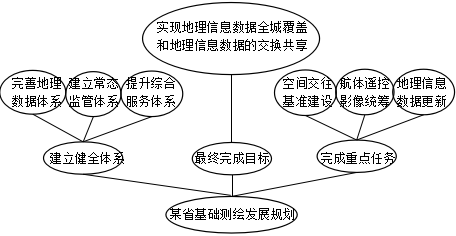 实现地理信息数据全城覆盖
和地理信息数据的交换共享
完善地理
数据体系
建立常态
监管体系
提升综合
服务体系
空间交往
基准建设
航体遥控
影像统筹
地理信息
数据更新
建立健全体系
最终完成目标
完成重点任务
某省基础测绘发展规划